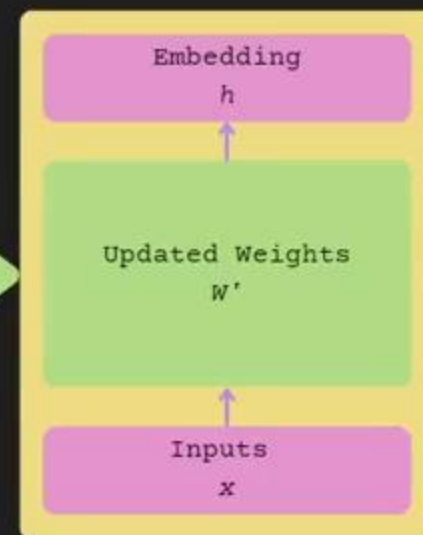 Embedding
h
Updated Weights
W'
Inputs
x